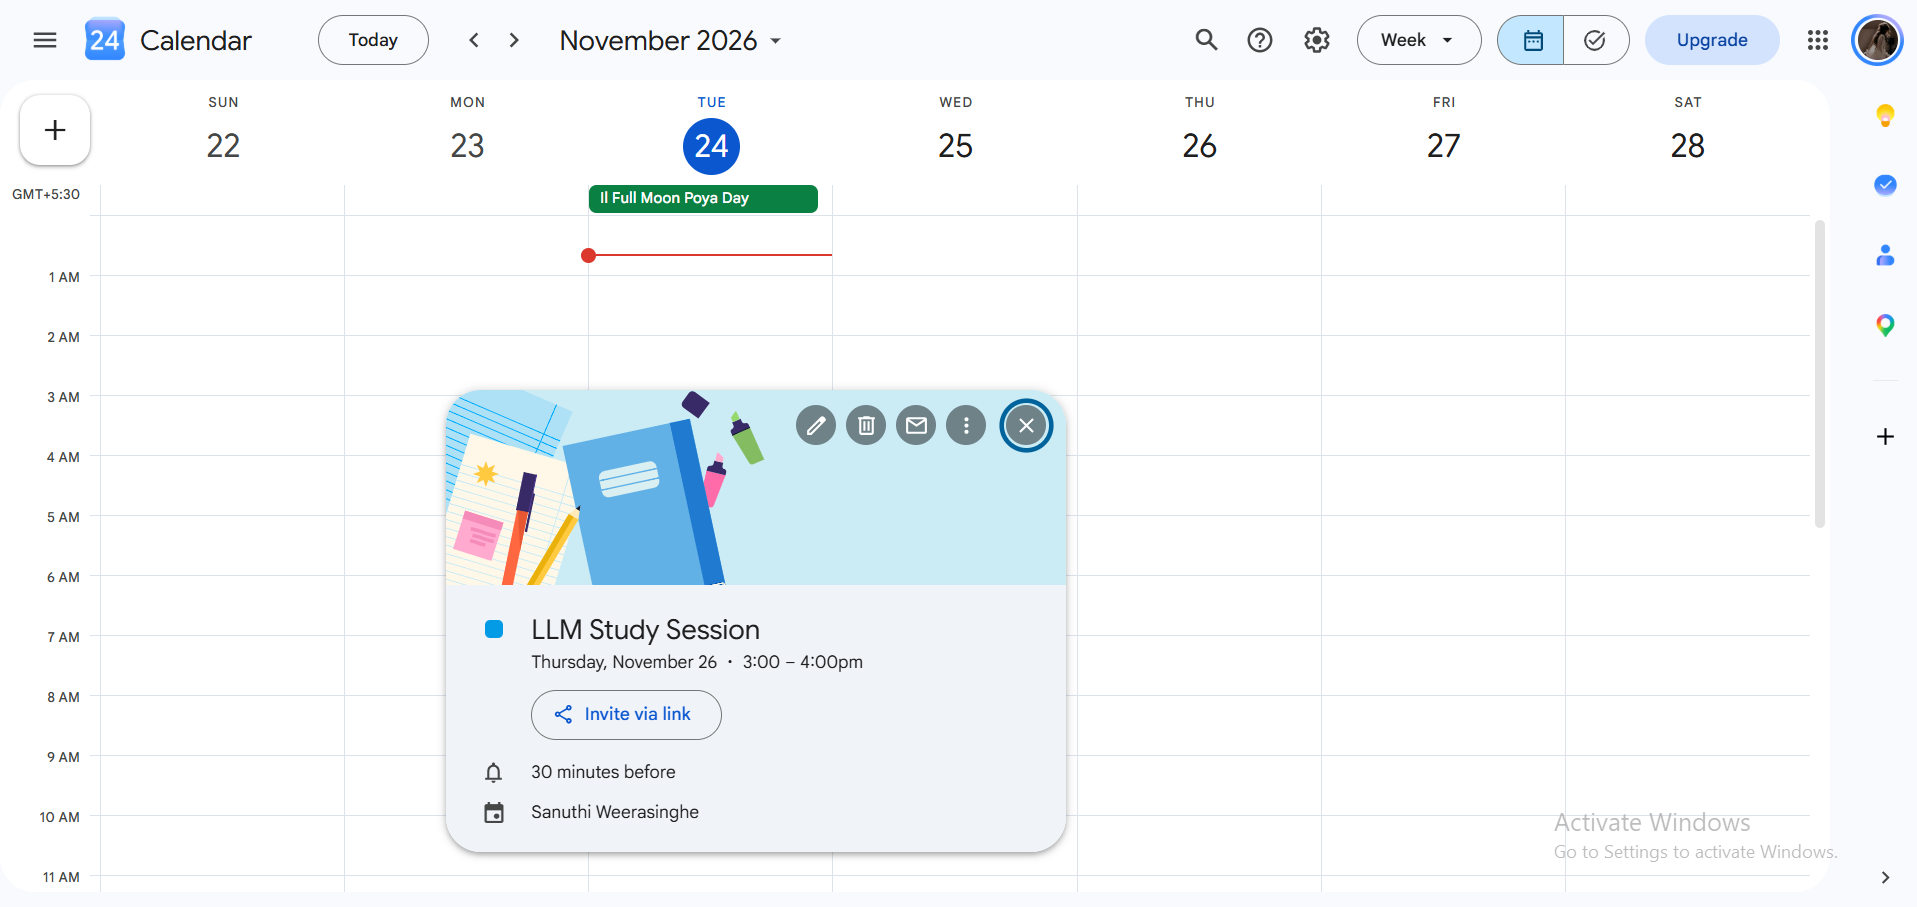 24 Calendar Today November 2026 Week Upgrade
SUN MON TUE WED THU FRI SAT
22 23 24 25 26 27 28
GMT+5:30
Il Full Moon Poya Day
1 AM
2 AM
3 AM
4 AM
5 AM
6 AM
7 AM
8 AM
9 AM
10 AM
11 AM
LLM Study Session
Thursday, November 26 · 3:00 – 4:00pm
Invite via link
30 minutes before
Sanuthi Weerasinghe
Activate Windows
Go to Settings to activate Windows.